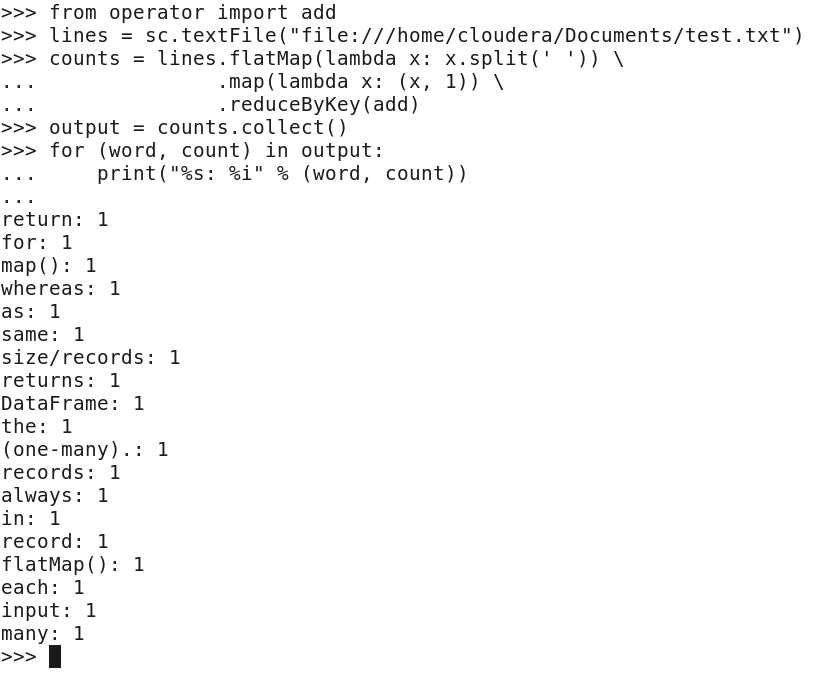 >>> from operator import add
>>> lines = sc.textFile("file:///home/cloudera/Documents/test.txt")
>>> counts = lines.flatMap(lambda x: x.split(' ')) \
...               .map(lambda x: (x, 1)) \
...               .reduceByKey(add)
>>> output = counts.collect()
>>> for (word, count) in output:
...     print("%s: %i" % (word, count))
...
return: 1
for: 1
map(): 1
whereas: 1
as: 1
same: 1
size/records: 1
returns: 1
DataFrame: 1
the: 1
(one-many).: 1
records: 1
always: 1
in: 1
record: 1
flatMap(): 1
each: 1
input: 1
many: 1
>>>